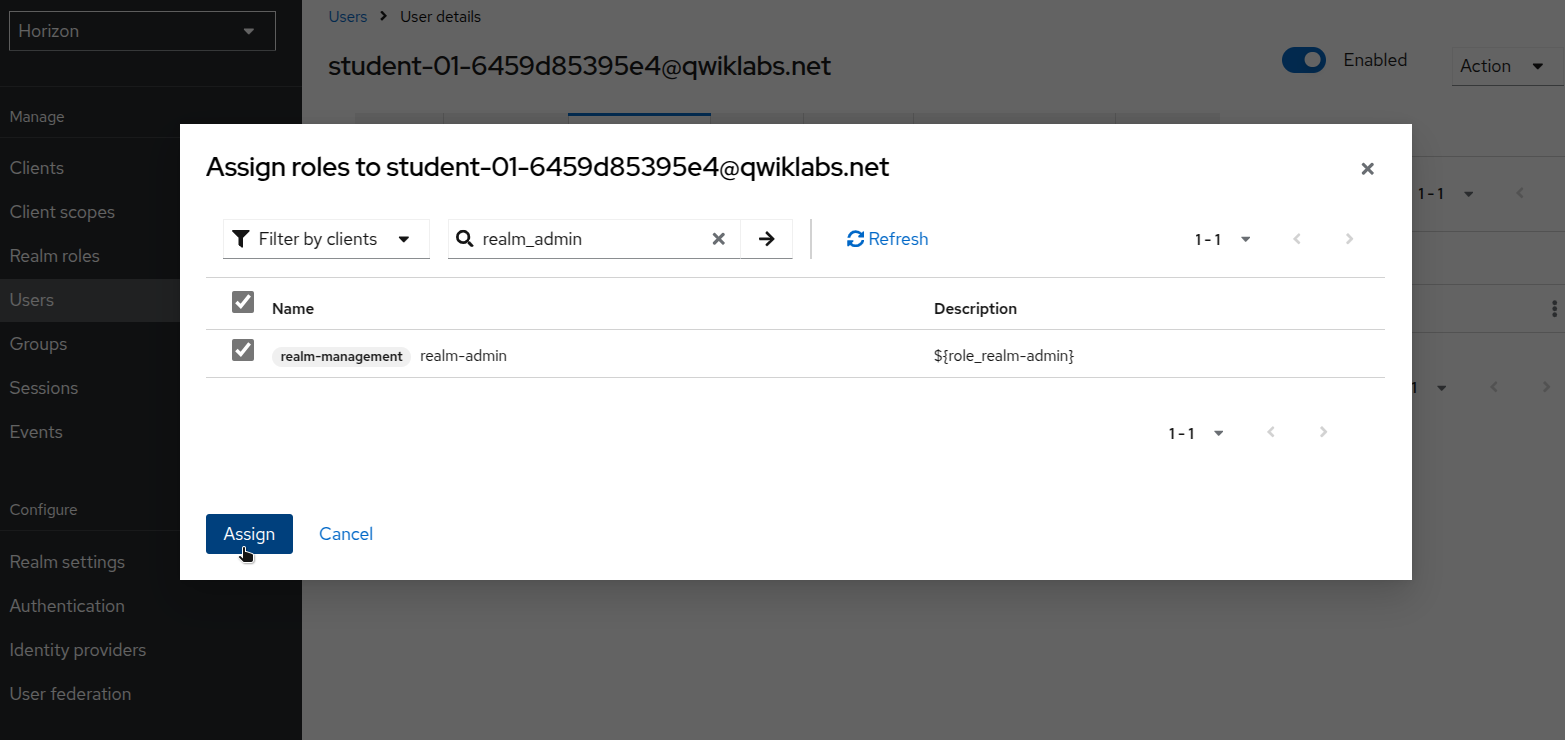 Horizon
Users > User details
student-01-6459d85395e4@qwiklabs.net
Enabled
Action
Manage
Clients
Client scopes
Realm roles
Users
Groups
Sessions
Events
Configure
Realm settings
Authentication
Identity providers
User federation
1 - 1
1
Assign roles to student-01-6459d85395e4@qwiklabs.net
Filter by clients
realm_admin
Refresh
1 - 1
Name Description
realm-management realm-admin ${role_realm-admin}
1 - 1
Assign Cancel